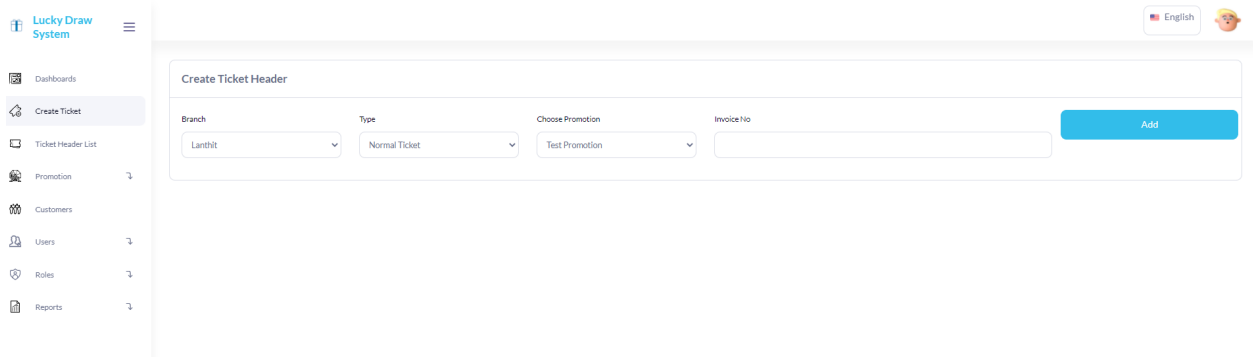 Lucky Draw
System
English
Dashboards
Create Ticket
Ticket Header List
Promotion
Customers
Users
Roles
Reports
Create Ticket Header
Branch
Type
Choose Promotion
Invoice No
Lanthit
Normal Ticket
Test Promotion
Add